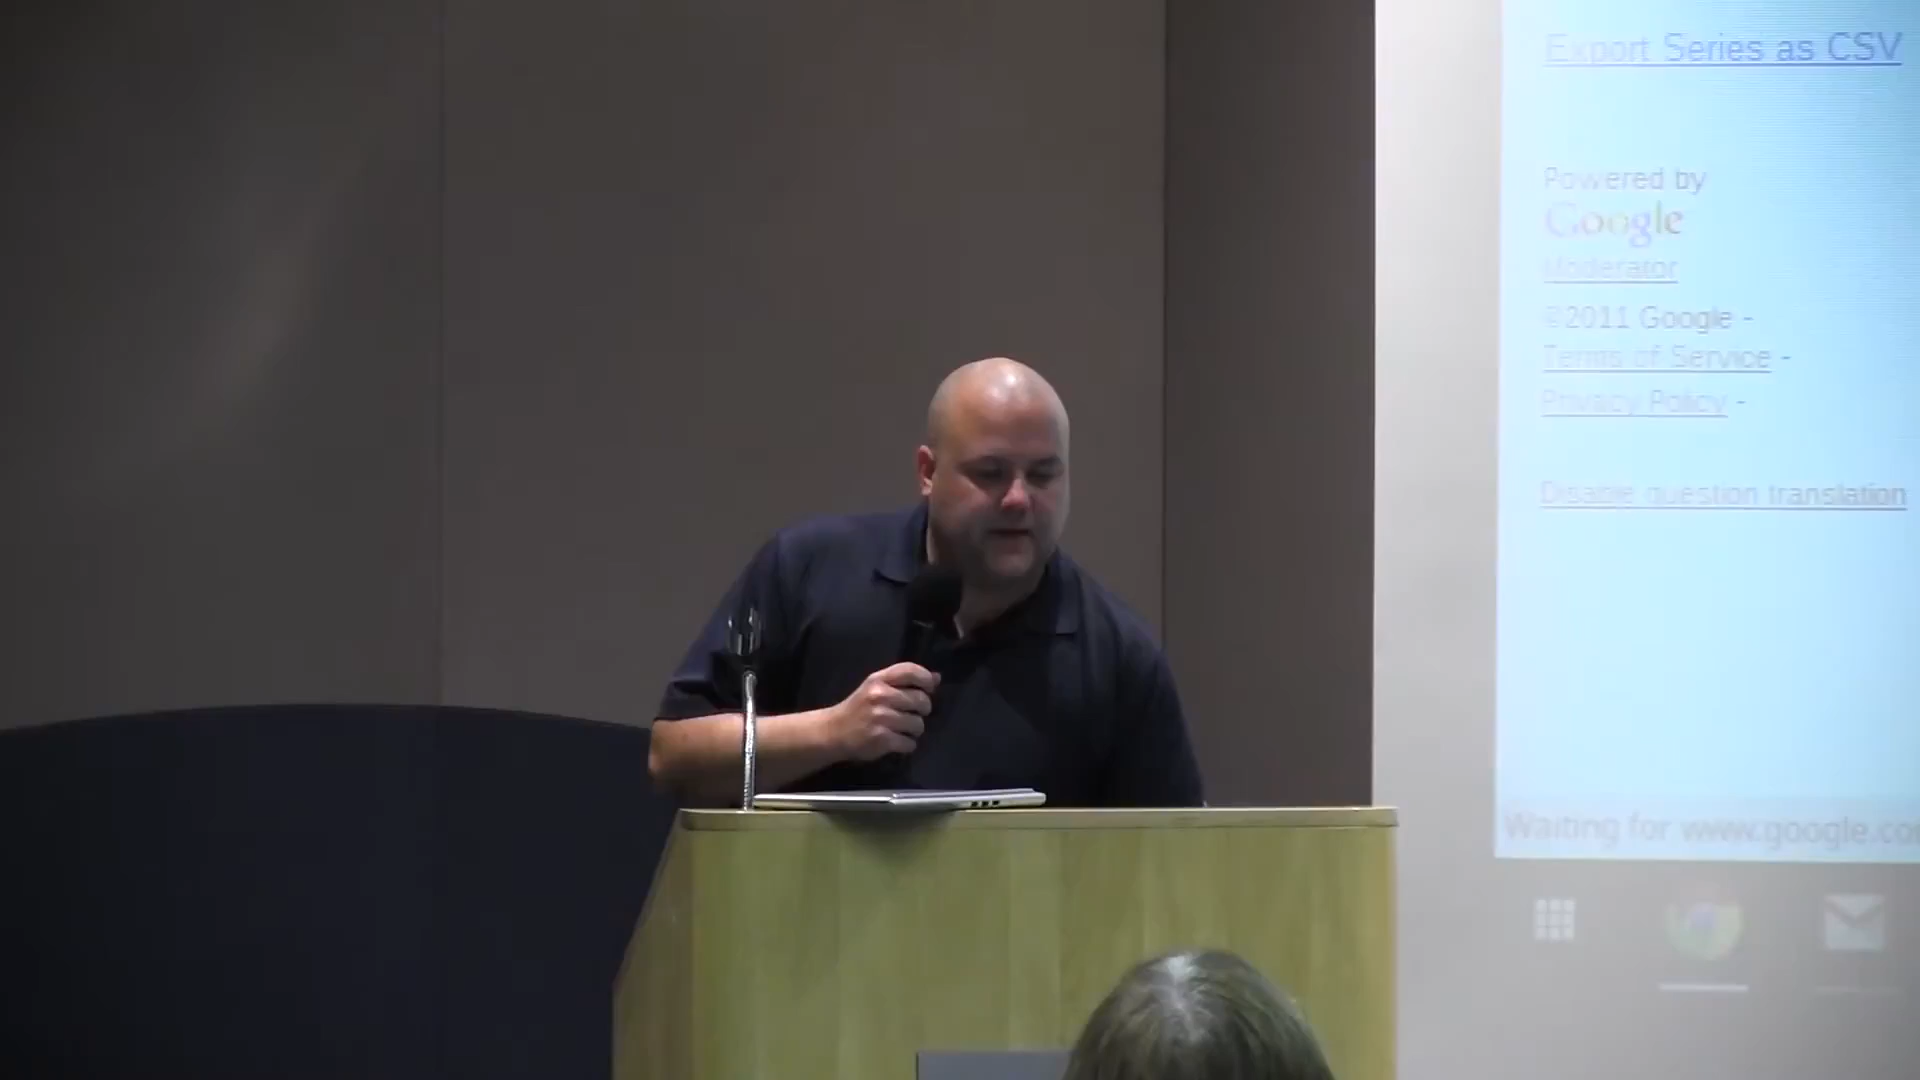 Export Series as CSV
Powered by
Google
Moderator
©2011 Google -
Terms of Service -
Privacy Policy -
Disable question translation
Waiting for www.google.co